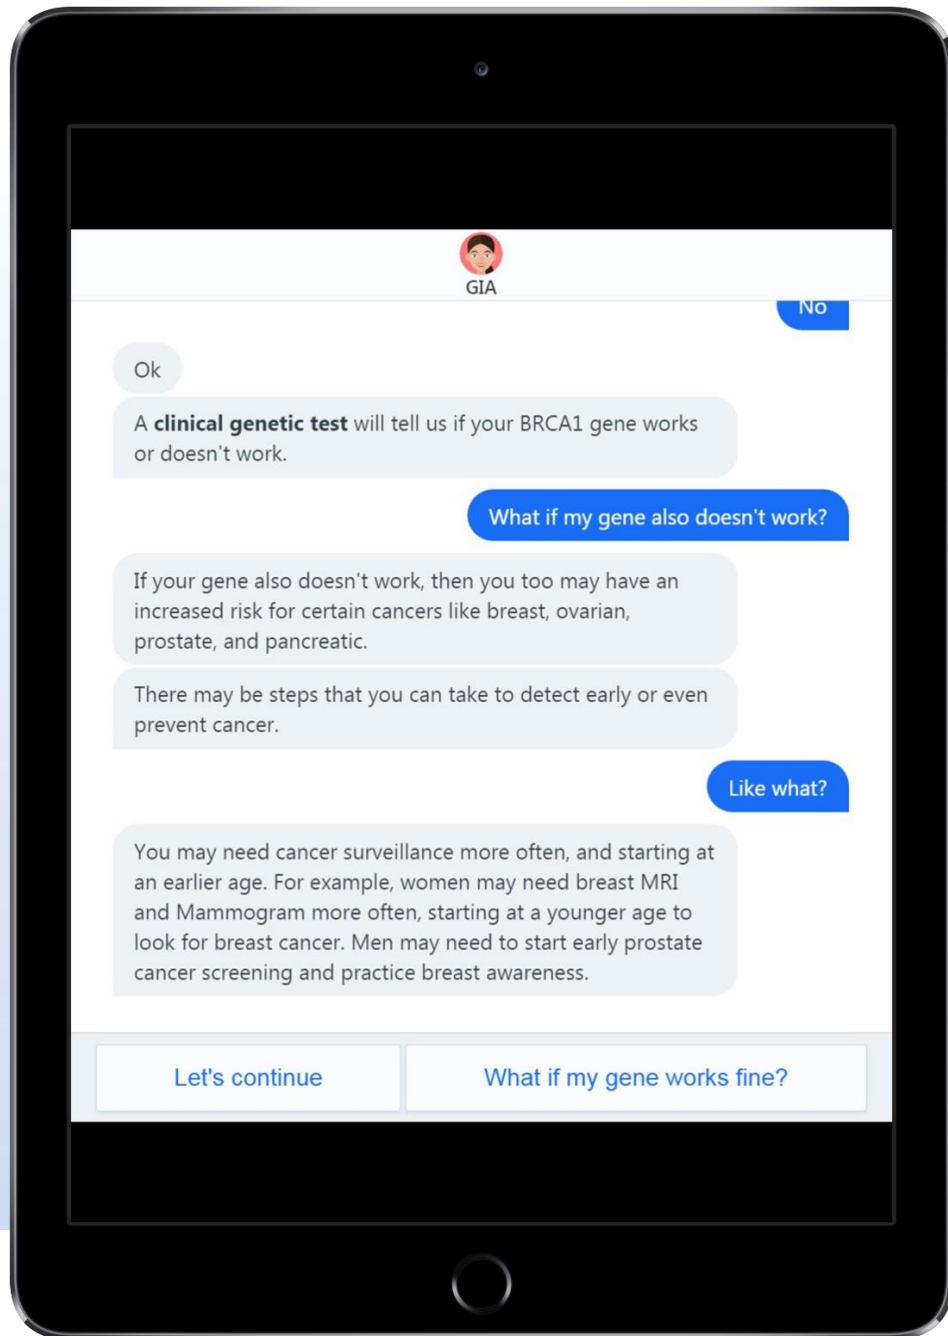 GIA
No
Ok
A clinical genetic test will tell us if your BRCA1 gene works
or doesn't work.
What if my gene also doesn't work?
If your gene also doesn't work, then you too may have an
increased risk for certain cancers like breast, ovarian,
prostate, and pancreatic.
There may be steps that you can take to detect early or even
prevent cancer.
Like what?
You may need cancer surveillance more often, and starting at
an earlier age. For example, women may need breast MRI
and Mammogram more often, starting at a younger age to
look for breast cancer. Men may need to start early prostate
cancer screening and practice breast awareness.
Let's continue
What if my gene works fine?